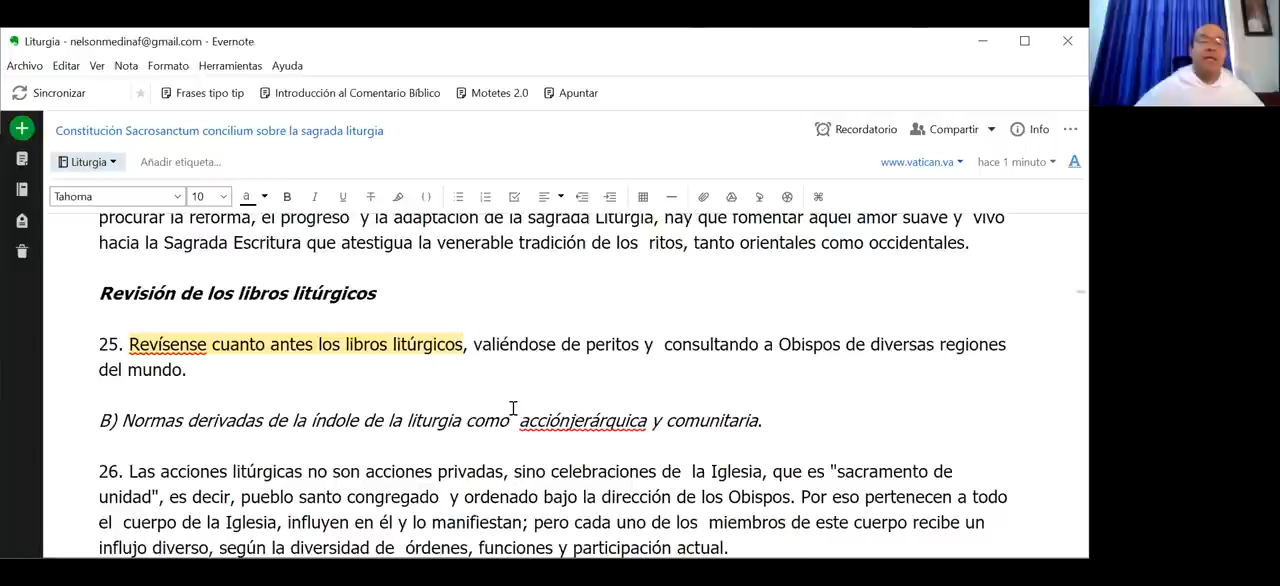 Liturgia - nelsonmedinaf@gmail.com - Evernote
Archivo Editar Ver Nota Formato Herramientas Ayuda
Sincronizar Frases tipo tip Introducción al Comentario Bíblico Motetes 2.0 Apuntar
Constitución Sacrosanctum concilium sobre la sagrada liturgia Recordatorio Compartir Info
Liturgia Añadir etiqueta... www.vatican.va hace 1 minuto
Tahoma 10 a B I U T
procurar la reforma, el progreso y la adaptación de la sagrada Liturgia, hay que fomentar aquel amor suave y vivo
hacia la Sagrada Escritura que atestigua la venerable tradición de los ritos, tanto orientales como occidentales.
Revisión de los libros litúrgicos
25. Revísense cuanto antes los libros litúrgicos, valiéndose de peritos y consultando a Obispos de diversas regiones
del mundo.
B) Normas derivadas de la índole de la liturgia como acciónjerárquica y comunitaria.
26. Las acciones litúrgicas no son acciones privadas, sino celebraciones de la Iglesia, que es "sacramento de
unidad", es decir, pueblo santo congregado y ordenado bajo la dirección de los Obispos. Por eso pertenecen a todo
el cuerpo de la Iglesia, influyen en él y lo manifiestan; pero cada uno de los miembros de este cuerpo recibe un
influjo diverso, según la diversidad de órdenes, funciones y participación actual.